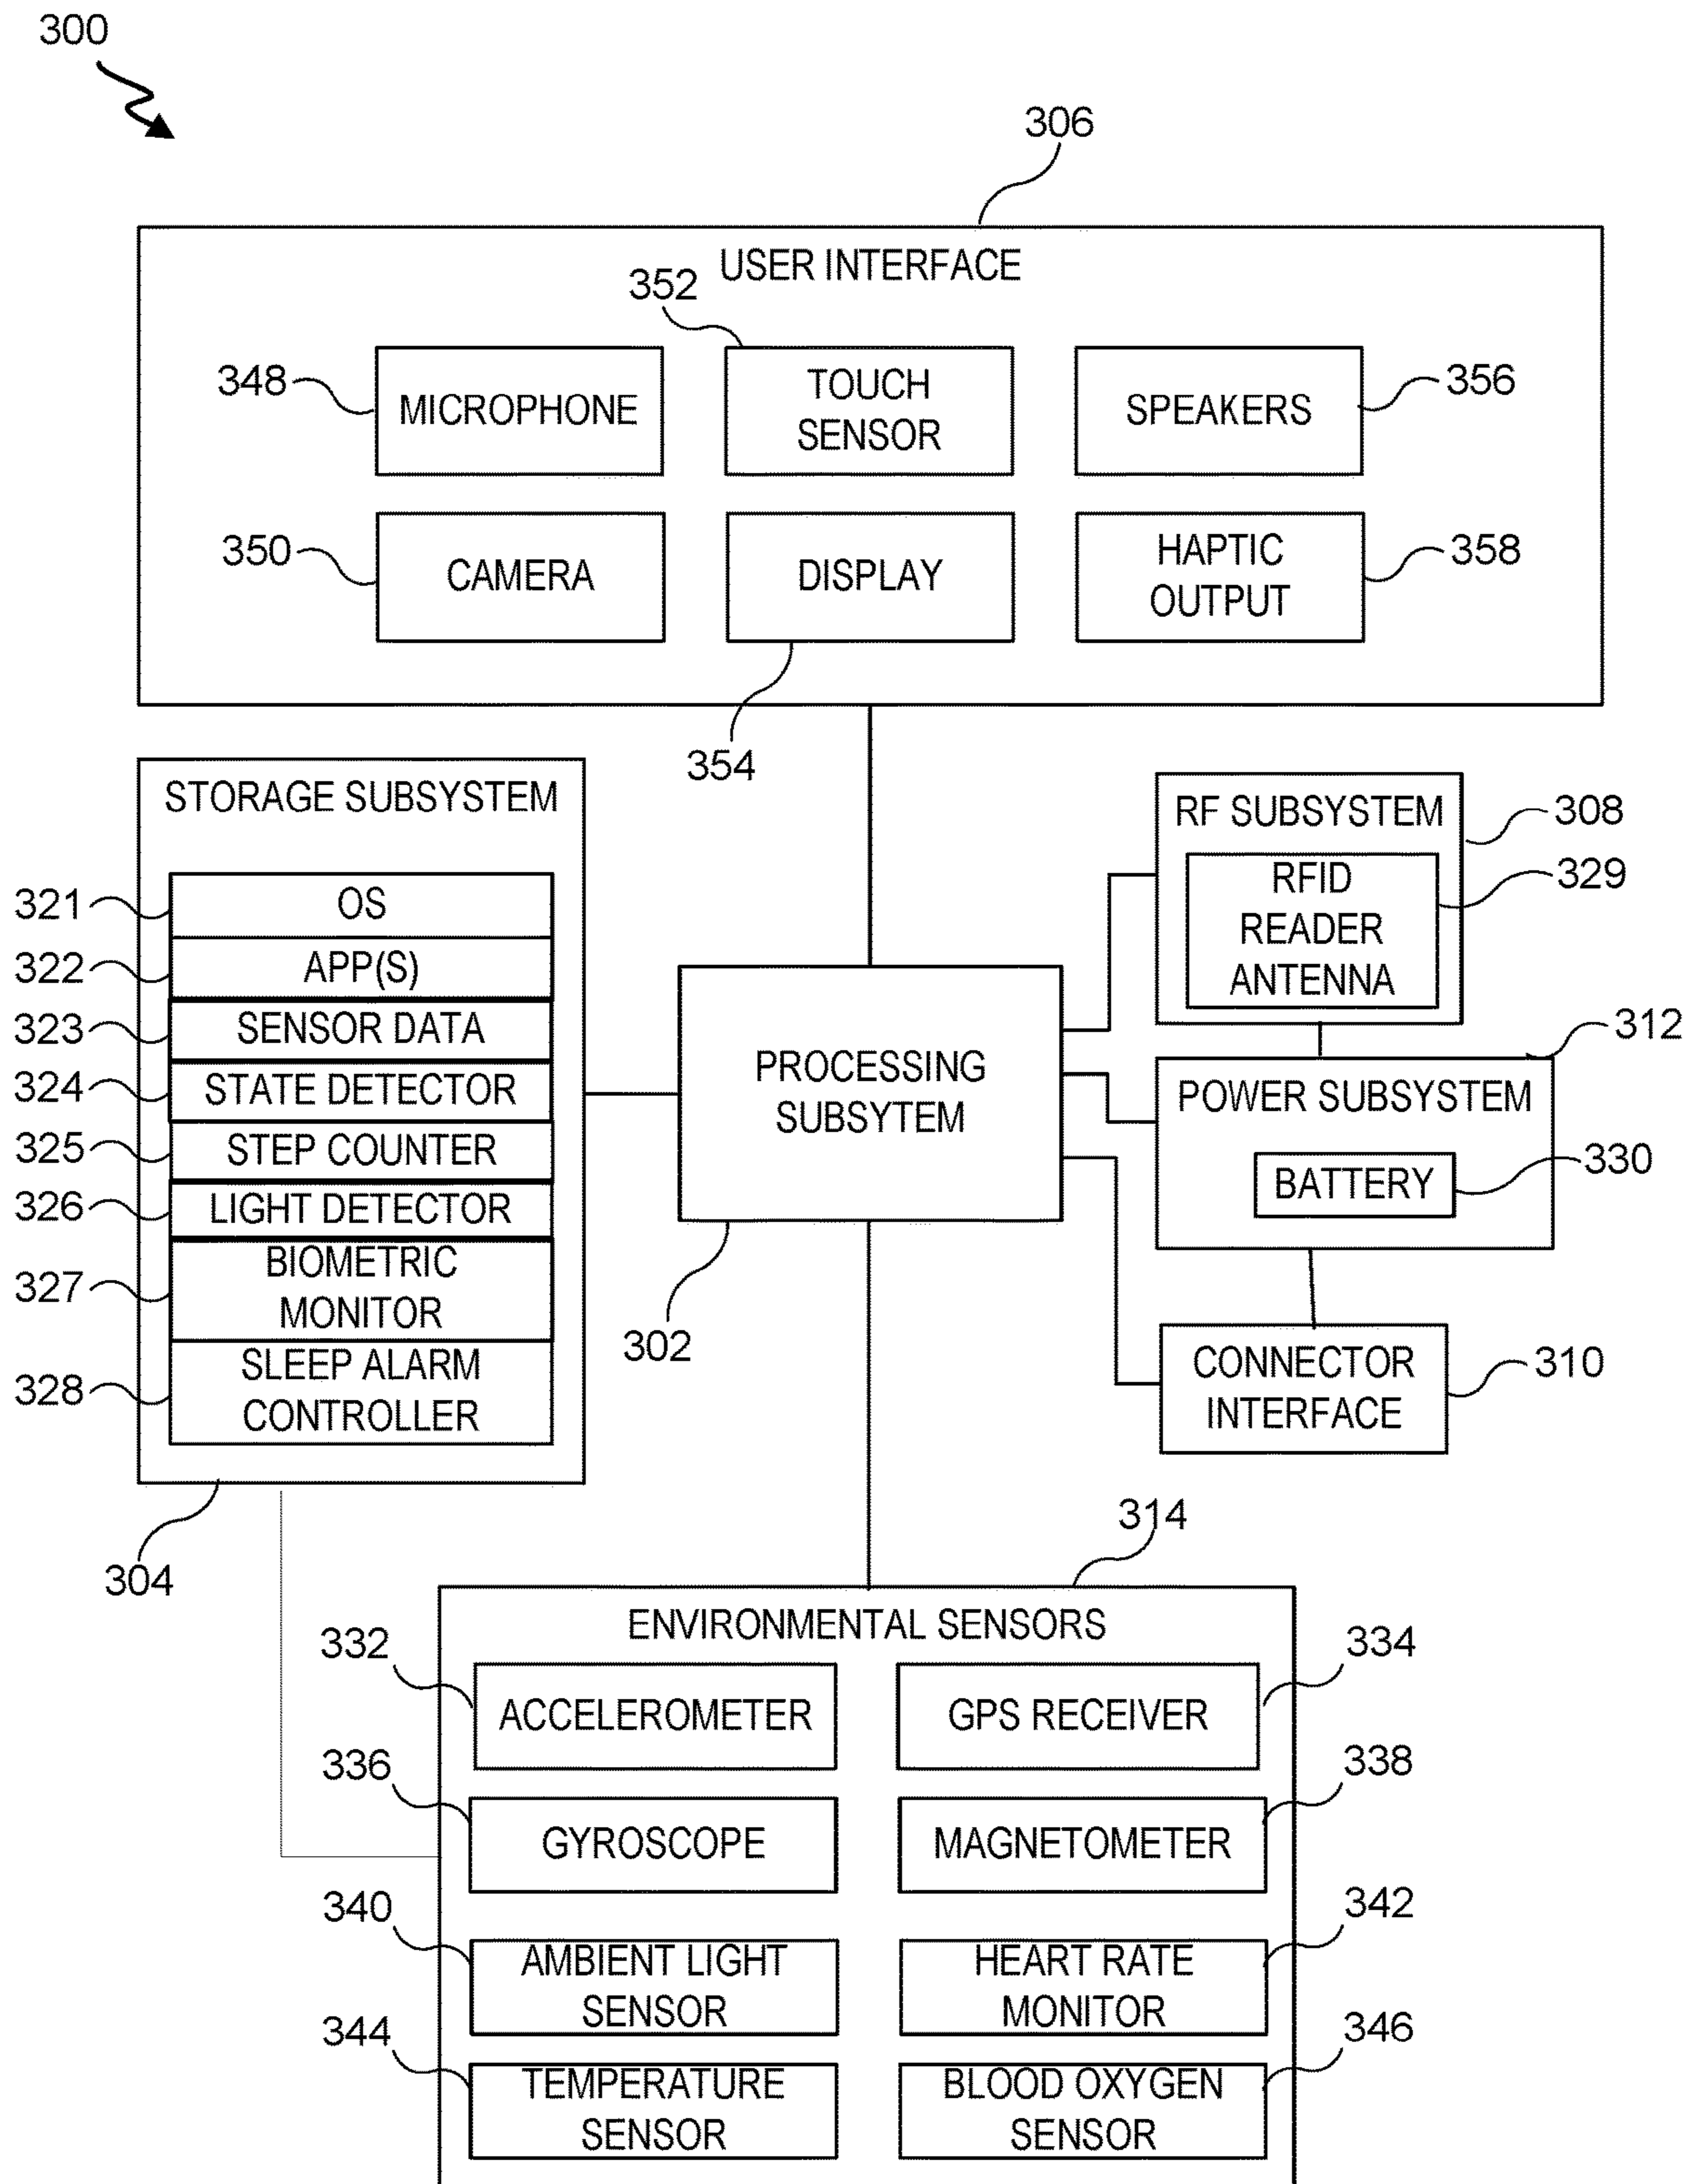 300
306
USER INTERFACE
352
348
MICROPHONE
TOUCH
SENSOR
SPEAKERS
356
350
CAMERA
DISPLAY
HAPTIC
OUTPUT
358
354
STORAGE SUBSYSTEM
321
OS
322
APP(S)
323
SENSOR DATA
324
STATE DETECTOR
325
STEP COUNTER
326
LIGHT DETECTOR
327
BIOMETRIC
MONITOR
328
SLEEP ALARM
CONTROLLER
304
PROCESSING
SUBSYTEM
302
RF SUBSYSTEM
308
RFID
READER
ANTENNA
329
312
POWER SUBSYSTEM
BATTERY
330
CONNECTOR
INTERFACE
310
314
ENVIRONMENTAL SENSORS
332
ACCELEROMETER
GPS RECEIVER
334
336
GYROSCOPE
MAGNETOMETER
338
340
AMBIENT LIGHT
SENSOR
HEART RATE
MONITOR
342
344
TEMPERATURE
SENSOR
BLOOD OXYGEN
SENSOR
346